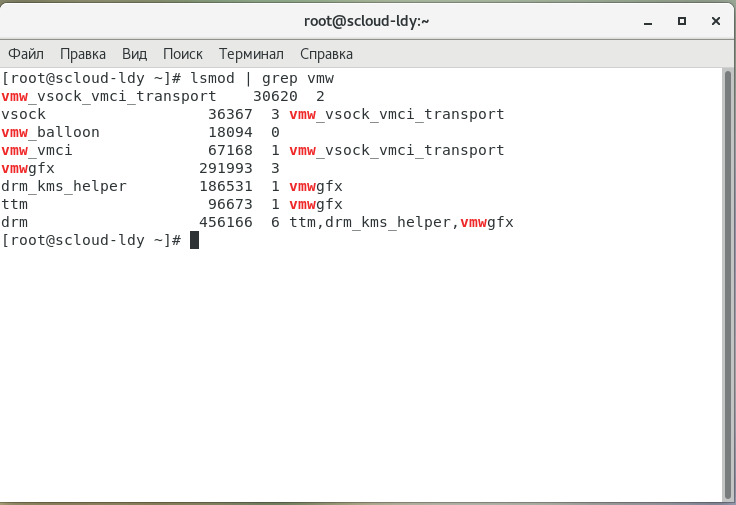 root@scloud-ldy:~
Файл Правка Вид Поиск Терминал Справка
[root@scloud-ldy ~]# lsmod | grep vmw
vmw_vsock_vmci_transport    30620  2
vsock                  36367  3 vmw_vsock_vmci_transport
vmw_balloon            18094  0
vmw_vmci               67168  1 vmw_vsock_vmci_transport
vmwgfx                291993  3
drm_kms_helper        186531  1 vmwgfx
ttm                    96673  1 vmwgfx
drm                   456166  6 ttm,drm_kms_helper,vmwgfx
[root@scloud-ldy ~]#